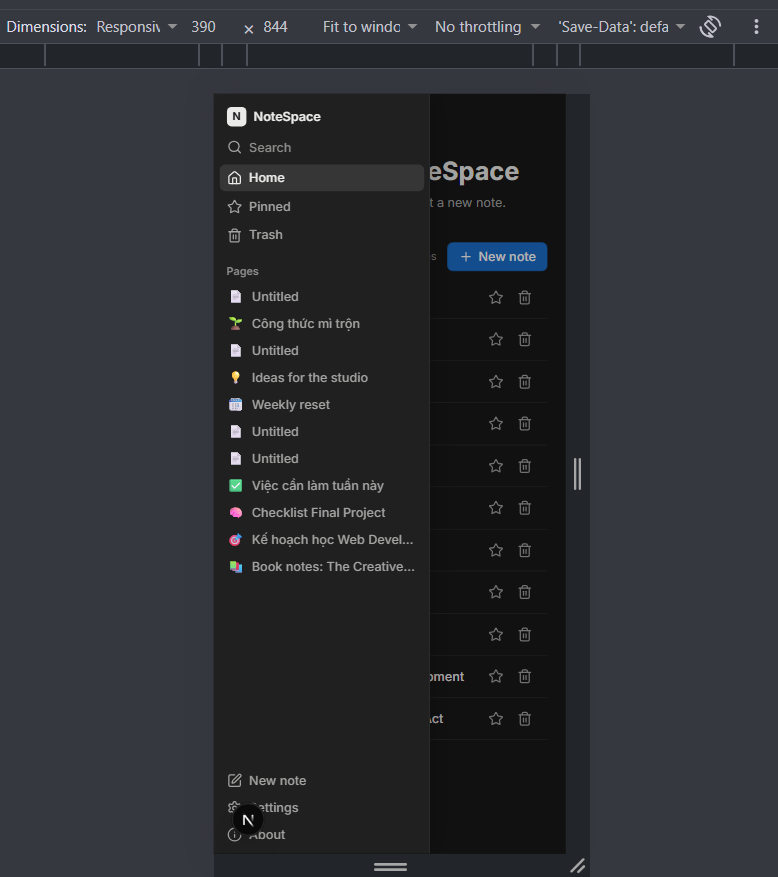 Dimensions: Responsiv 390 × 844 Fit to windo No throttling 'Save-Data': defa
N NoteSpace
Search
Home
Pinned
Trash
Pages
Untitled
Công thức mì trộn
Untitled
Ideas for the studio
Weekly reset
Untitled
Untitled
Việc cần làm tuần này
Checklist Final Project
Kế hoạch học Web Devel...
Book notes: The Creative...
New note
ettings
About
eSpace
t a new note.
s + New note
oment
Act
N